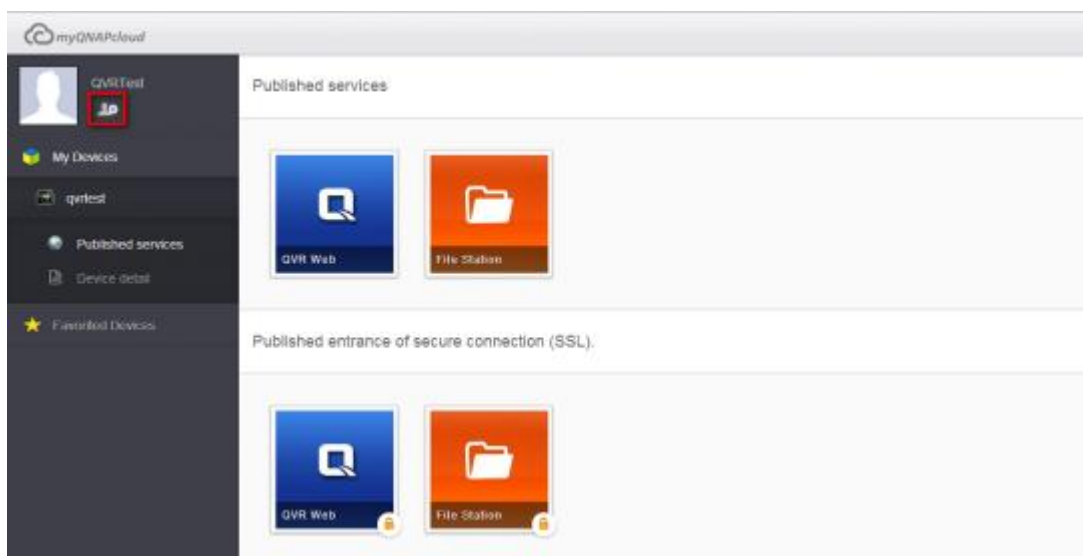 myQNAPcloud
QVRTest
My Devices
qvrtest
Published services
Device detail
Favorited Devices
Published services
QVR Web
File Station
Published entrance of secure connection (SSL).
QVR Web
File Station